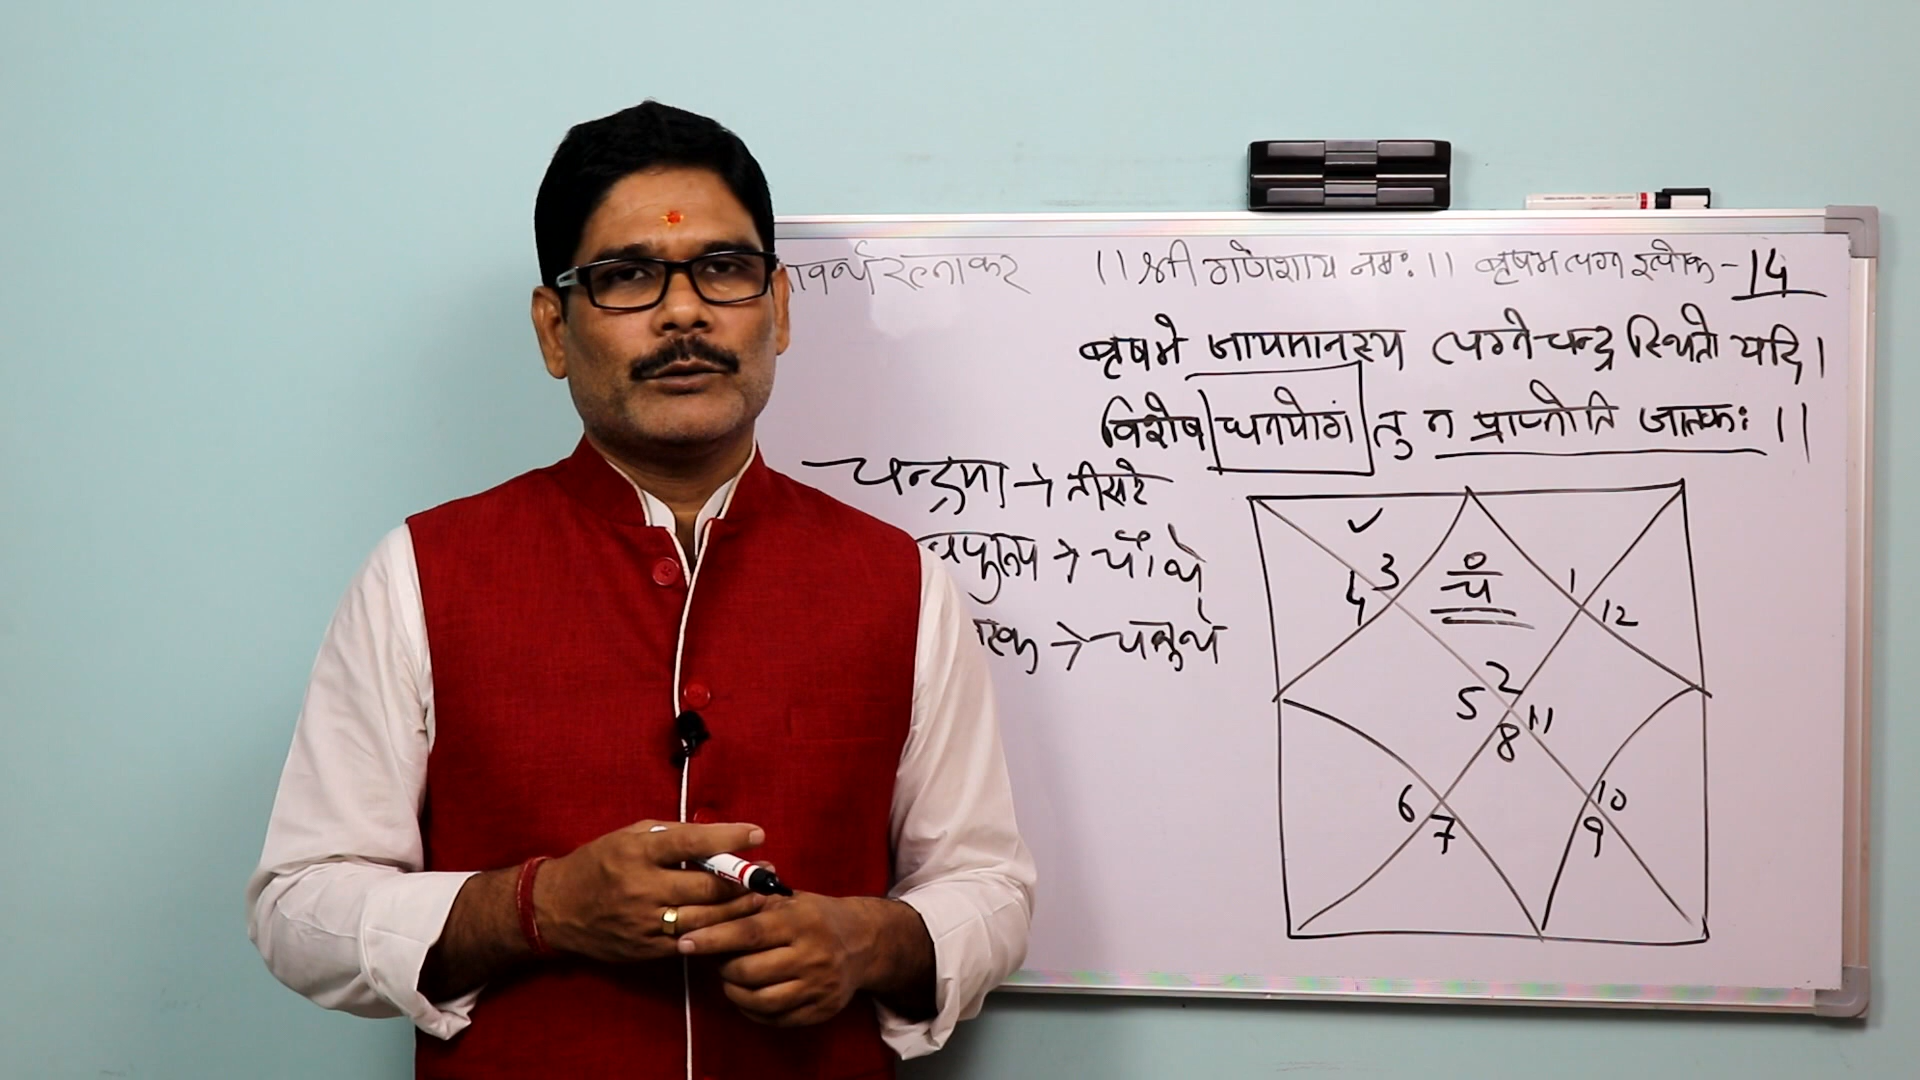 रत्नाकर ।। श्री गणेशाय नमः ।। बृषभ लग्न श्लोक - 14
बृषभे जायमानस्य लग्ने चन्द्र स्थितो यदि ।
विशेष धनयोगं तु न प्राप्नोति जातकः ।।
चन्द्रमा → तीसरे
→ चौथे
→ चतुर्थ
3
4
च
1
12
2
5
11
8
6
7
10
9